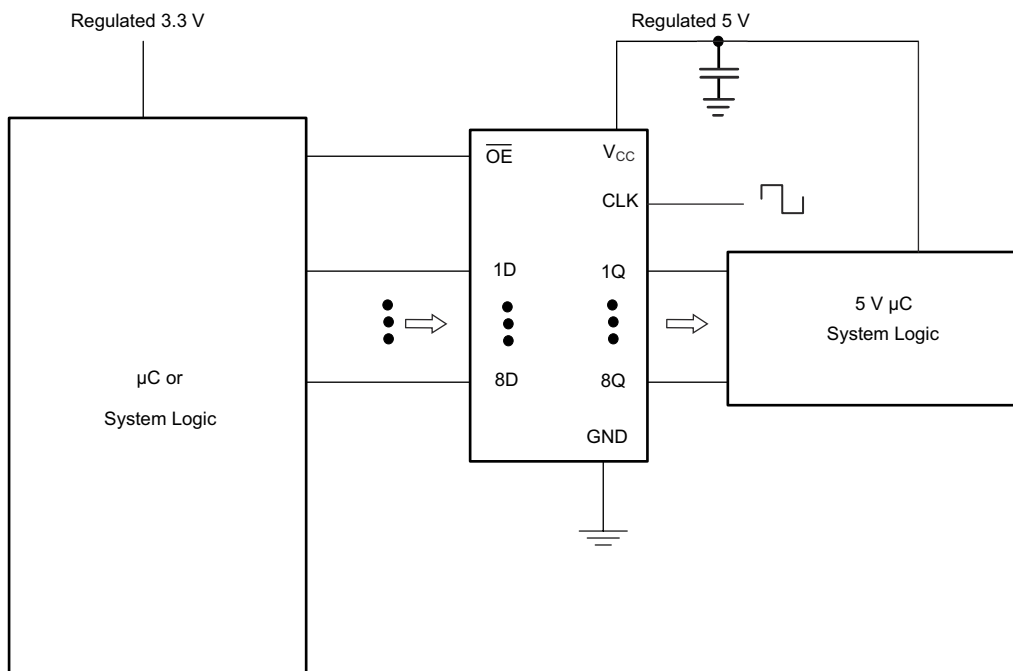 Regulated 3.3 V
Regulated 5 V
OE
VCC
CLK
1D
1Q
8D
8Q
GND
µC or
System Logic
5 V µC
System Logic